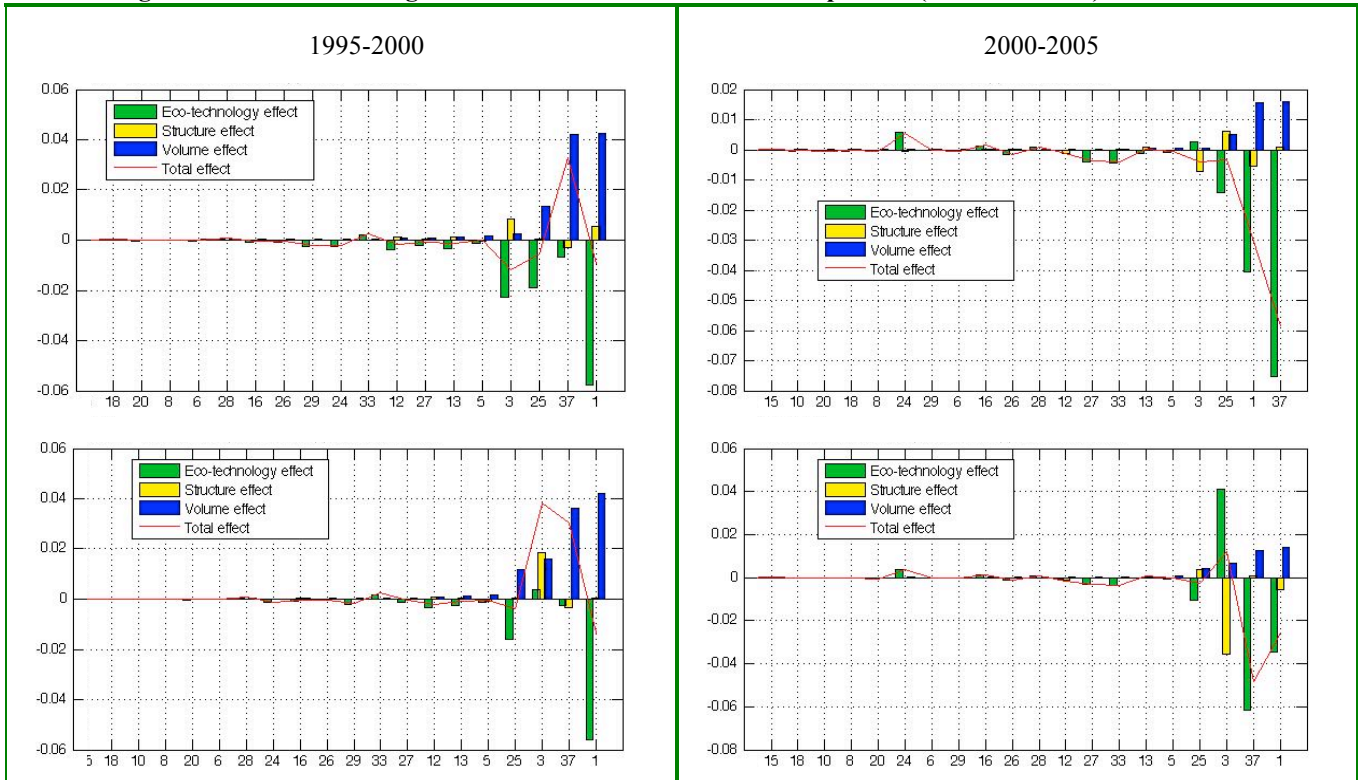 1995-2000
2000-2005
0.06
0.04
0.02
0
-0.02
-0.04
-0.06
Eco-technology effect
Structure effect
Volume effect
Total effect
18 20 8 6 28 16 26 29 24 33 12 27 13 5 3 25 37 1
0.02
0.01
0
-0.01
-0.02
-0.03
-0.04
-0.05
-0.06
-0.07
-0.08
Eco-technology effect
Structure effect
Volume effect
Total effect
15 10 20 18 8 24 29 6 16 26 28 12 27 33 13 5 3 25 1 37
0.06
0.04
0.02
0
-0.02
-0.04
-0.06
Eco-technology effect
Structure effect
Volume effect
Total effect
18 10 8 20 6 28 24 16 26 29 33 27 12 13 5 25 3 37 1
0.06
0.04
0.02
0
-0.02
-0.04
-0.06
-0.08
Eco-technology effect
Structure effect
Volume effect
Total effect
15 10 18 8 20 24 6 29 16 26 28 12 27 33 13 5 25 3 37 1